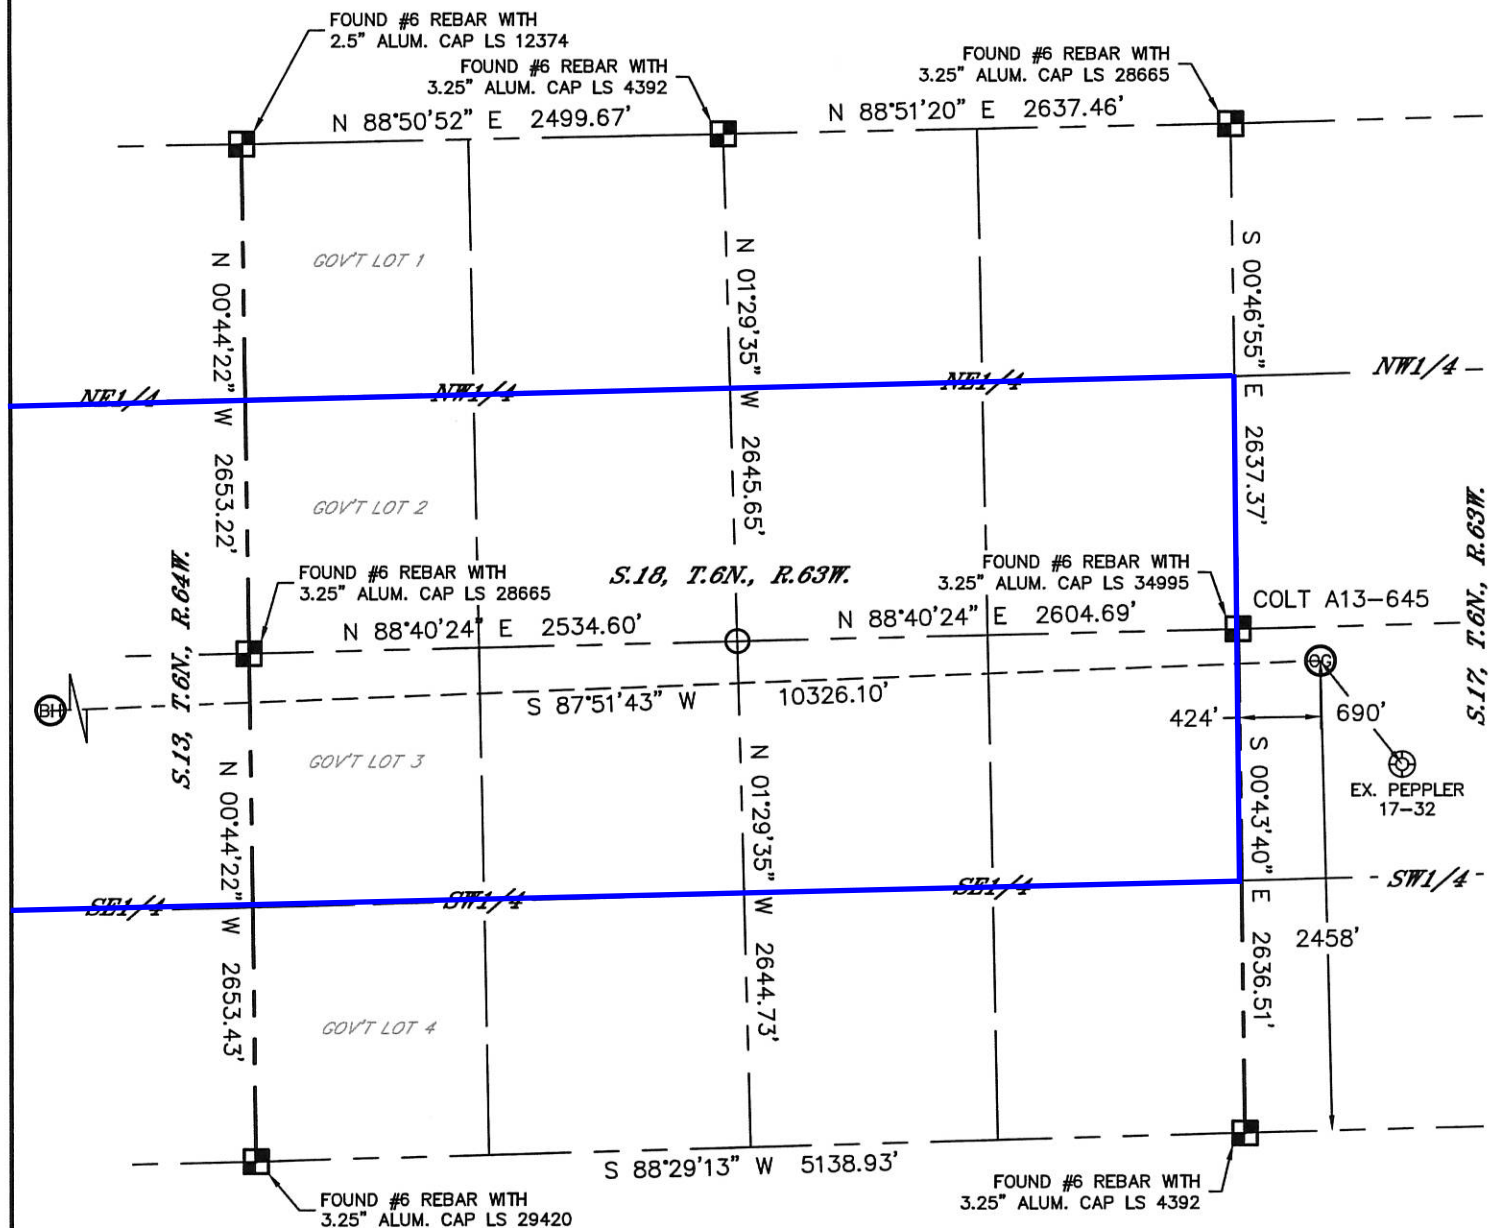 FOUND #6 REBAR WITH
2.5" ALUM. CAP LS 12374
FOUND #6 REBAR WITH
3.25" ALUM. CAP LS 4392
FOUND #6 REBAR WITH
3.25" ALUM. CAP LS 28665
N 88°50'52" E 2499.67'
N 88°51'20" E 2637.46'
GOV'T LOT 1
N 00°44'22" W 2653.22'
N 01°29'35" W 2645.65'
S 00°46'55" E 2637.37'
NE1/4
NW1/4
NE1/4
NW1/4
GOV'T LOT 2
S.13, T.6N., R.64W.
FOUND #6 REBAR WITH
3.25" ALUM. CAP LS 28665
S.18, T.6N., R.63W.
FOUND #6 REBAR WITH
3.25" ALUM. CAP LS 34995
COLT A13-645
S.17, T.6N., R.63W.
N 88°40'24" E 2534.60'
N 88°40'24" E 2604.69'
OG
BH
S 87°51'43" W 10326.10'
424'
690'
GOV'T LOT 3
EX. PEPPLER
17-32
N 00°44'22" W 2653.43'
N 01°29'35" W 2644.73'
S 00°43'40" E 2636.51'
SE1/4
SW1/4
SE1/4
SW1/4
2458'
GOV'T LOT 4
S 88°29'13" W 5138.93'
FOUND #6 REBAR WITH
3.25" ALUM. CAP LS 29420
FOUND #6 REBAR WITH
3.25" ALUM. CAP LS 4392